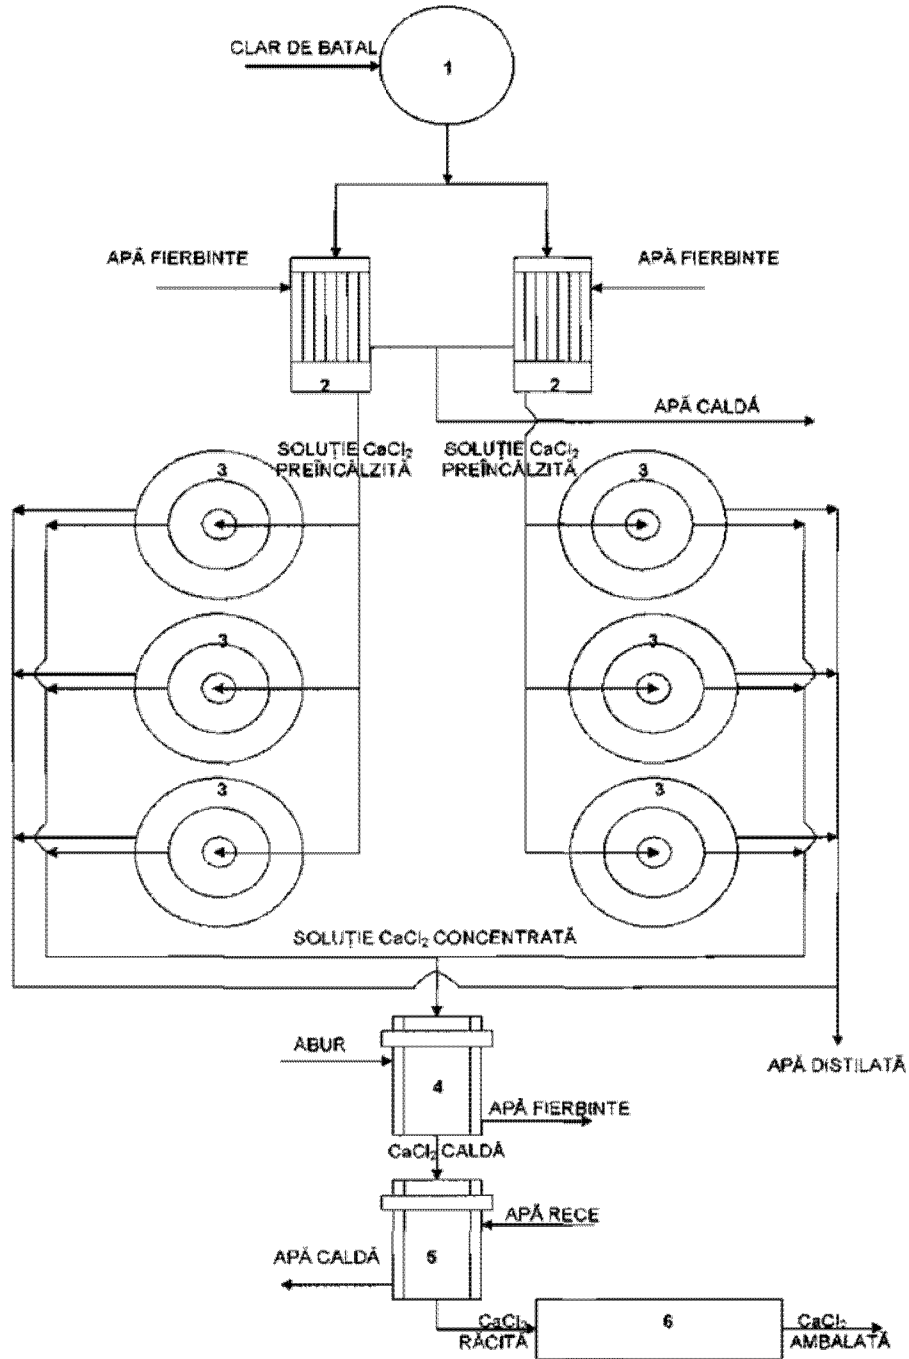 CLAR DE BATAL
1
APĂ FIERBINTE
APĂ FIERBINTE
2
2
APĂ CALDĂ
SOLUȚIE CaCl₂
PREÎNCĂLZITĂ
SOLUȚIE CaCl₂
PREÎNCĂLZITĂ
3
3
3
3
3
3
SOLUȚIE CaCl₂ CONCENTRATĂ
ABUR
4
APĂ DISTILATĂ
APĂ FIERBINTE
CaCl₂ CALDĂ
APĂ RECE
5
APĂ CALDĂ
CaCl₂
RĂCITĂ
6
CaCl₂
AMBALATĂ